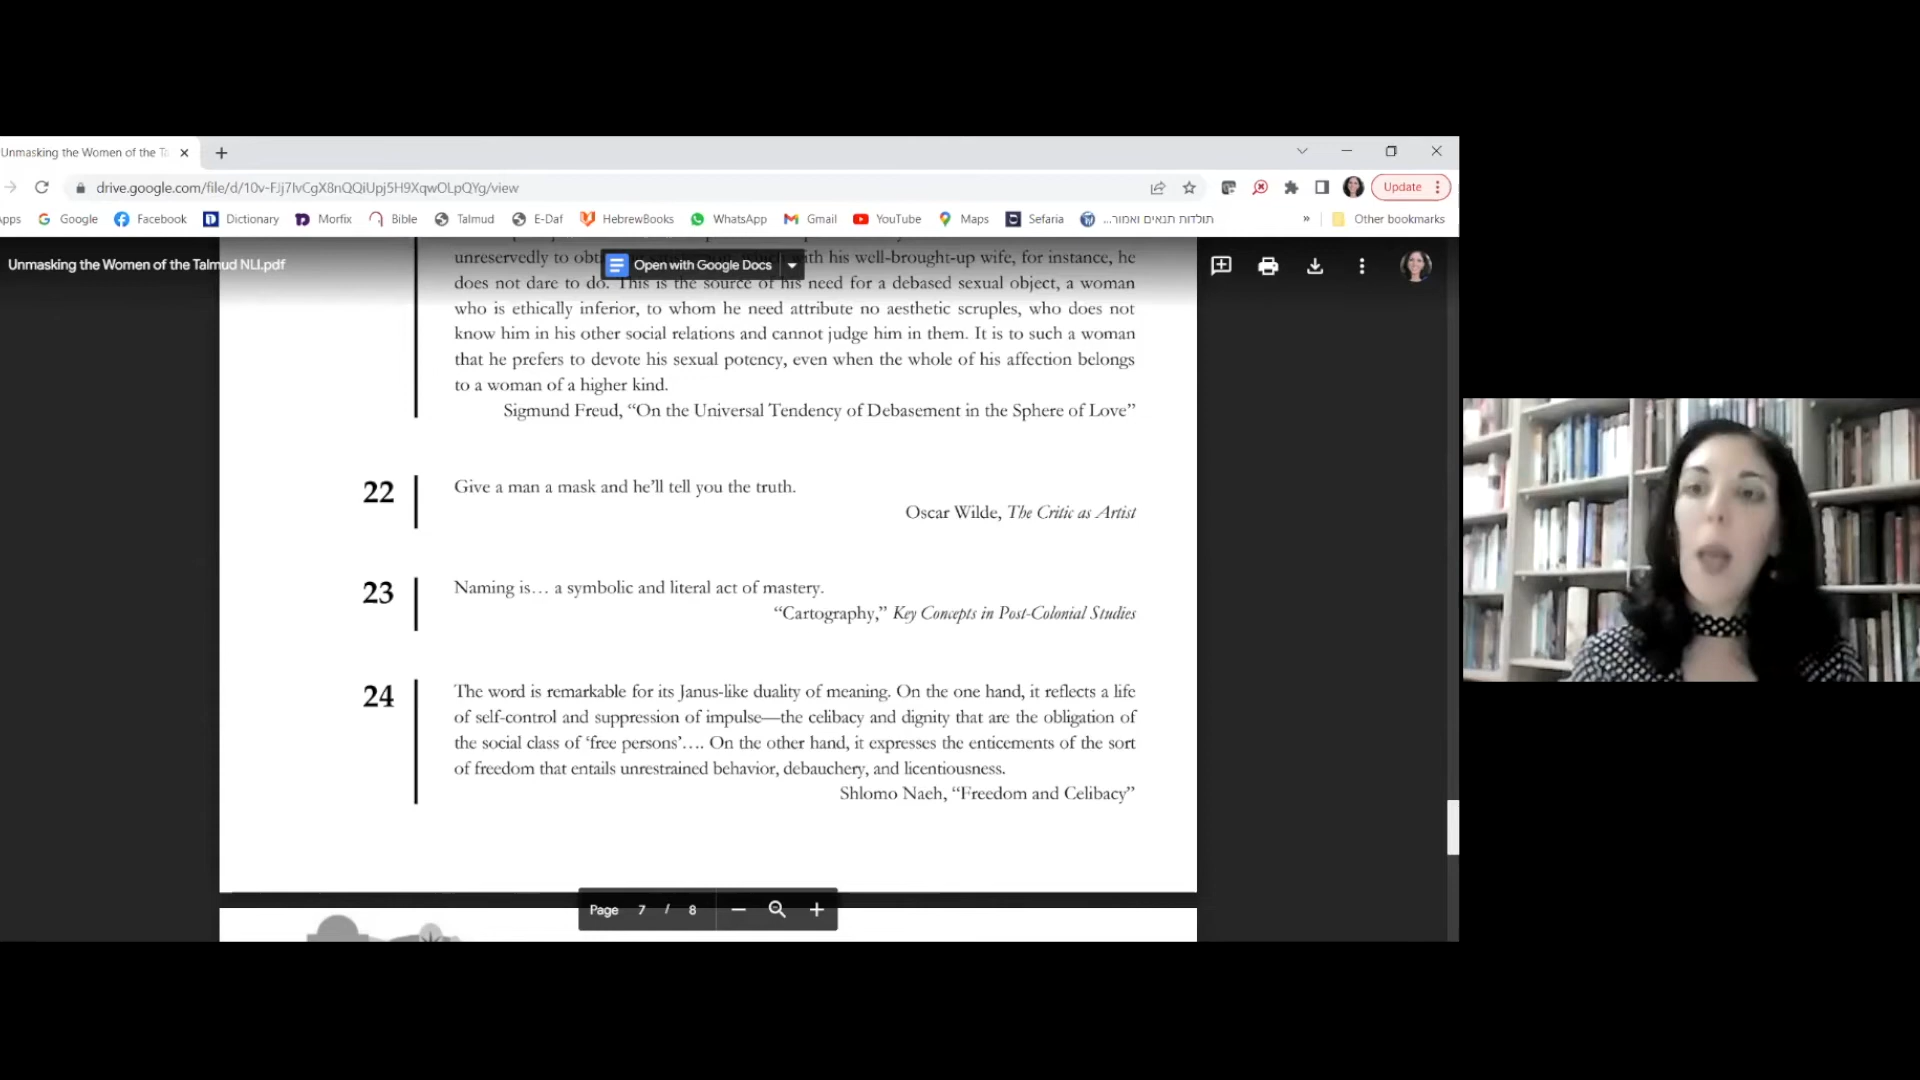 Unmasking the Women of the Ta
drive.google.com/file/d/10v-FJj7IvCgX8nQQiUpj5H9XqwOLpQYg/view
Update
pps Google Facebook Dictionary Morfix Bible Talmud E-Daf HebrewBooks WhatsApp Gmail YouTube Maps Sefaria תולדות תנאים ואמור... » Other bookmarks
Unmasking the Women of the Talmud NLI.pdf
Open with Google Docs
unreservedly to with his well-brought-up wife, for instance, he
does not dare to do. This is the source of his need for a debased sexual object, a woman
who is ethically inferior, to whom he need attribute no aesthetic scruples, who does not
know him in his other social relations and cannot judge him in them. It is to such a woman
that he prefers to devote his sexual potency, even when the whole of his affection belongs
to a woman of a higher kind.
Sigmund Freud, “On the Universal Tendency of Debasement in the Sphere of Love”
22 Give a man a mask and he’ll tell you the truth.
Oscar Wilde, The Critic as Artist
23 Naming is… a symbolic and literal act of mastery.
“Cartography,” Key Concepts in Post-Colonial Studies
24 The word is remarkable for its Janus-like duality of meaning. On the one hand, it reflects a life
of self-control and suppression of impulse—the celibacy and dignity that are the obligation of
the social class of ‘free persons’…. On the other hand, it expresses the enticements of the sort
of freedom that entails unrestrained behavior, debauchery, and licentiousness.
Shlomo Naeh, “Freedom and Celibacy”
Page 7 / 8